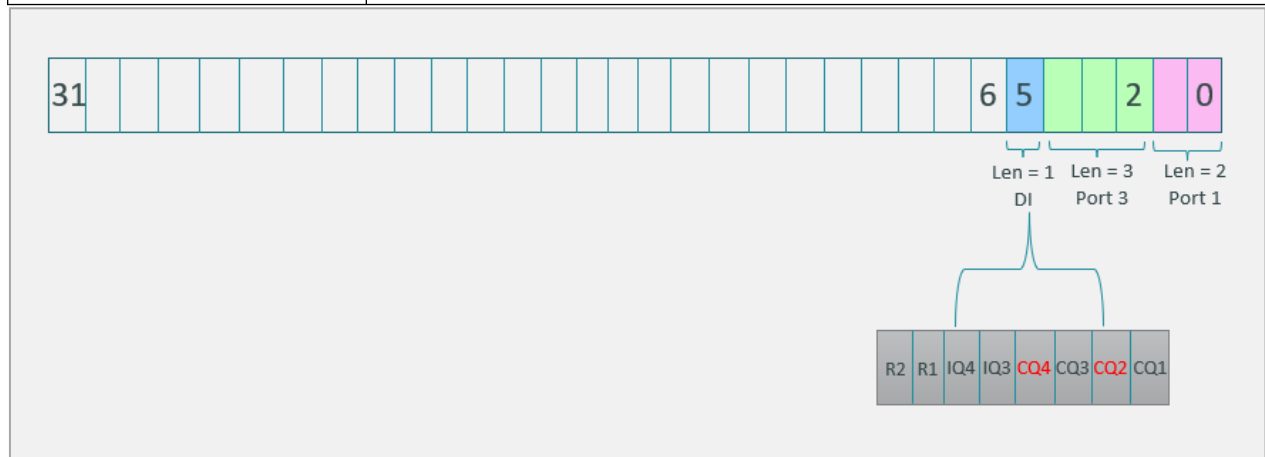 31 6 5 2 0
Len = 1 Len = 3 Len = 2
DI Port 3 Port 1
R2 R1 IQ4 IQ3 CQ4 CQ3 CQ2 CQ1